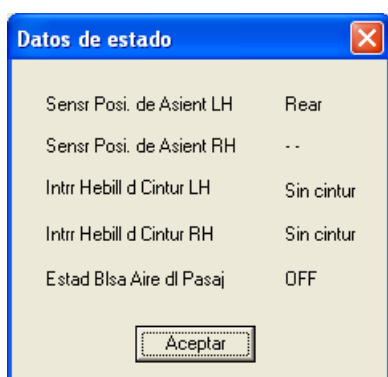 Datos de estado
Sensr Posi. de Asient LH Rear
Sensr Posi. de Asient RH --
Intrr Hebill d Cintur LH Sin cintur
Intrr Hebill d Cintur RH Sin cintur
Estad Blsa Aire dl Pasaj OFF
Aceptar